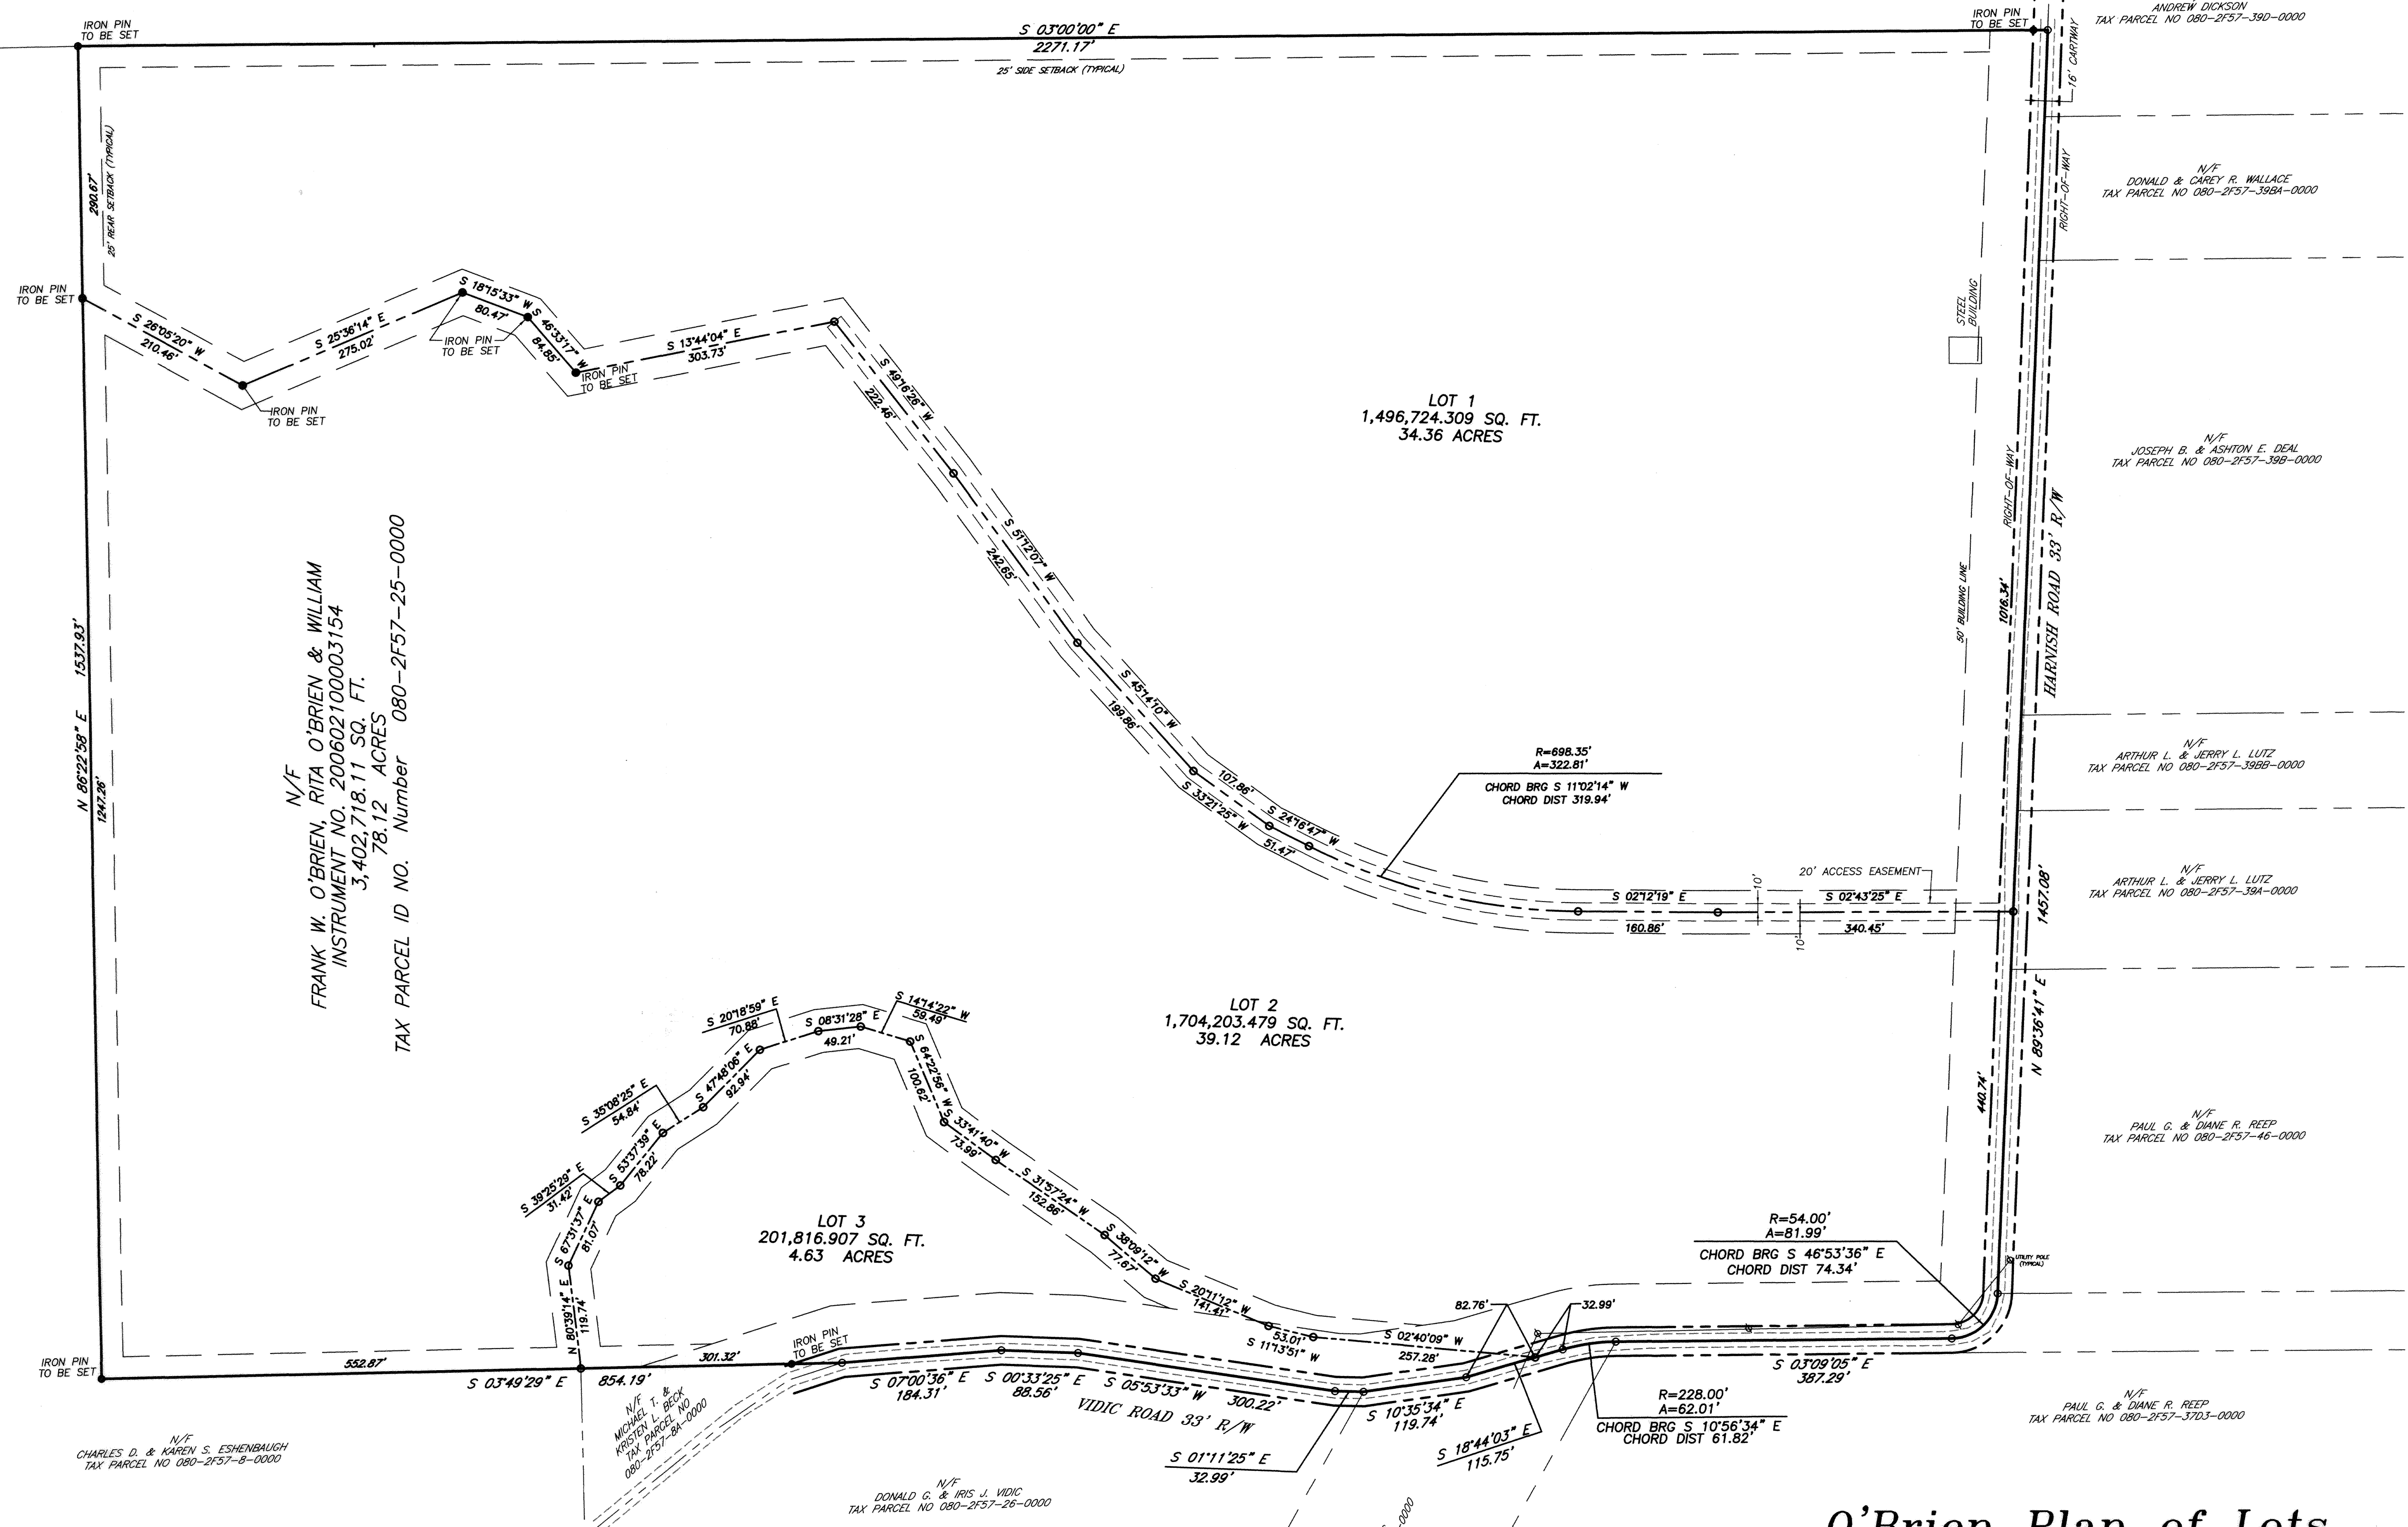 IRON PIN
TO BE SET
S 03°00'00" E
2271.17'
25' SIDE SETBACK (TYPICAL)
IRON PIN
TO BE SET
16' CARTWAY
ANDREW DICKSON
TAX PARCEL NO 080-2F57-39D-0000
290.67'
25' REAR SETBACK (TYPICAL)
RIGHT-OF-WAY
N/F
DONALD & CAREY R. WALLACE
TAX PARCEL NO 080-2F57-39BA-0000
IRON PIN
TO BE SET
S 26°05'20" W
210.46'
IRON PIN
TO BE SET
S 25°36'14" E
275.02'
S 18°15'33" W
80.47'
IRON PIN
TO BE SET
S 46°33'17" W
84.85'
IRON PIN
TO BE SET
S 13°44'04" E
303.73'
S 49°16'26" W
222.46'
STEEL
BUILDING
LOT 1
1,496,724.309 SQ. FT.
34.36 ACRES
N/F
JOSEPH B. & ASHTON E. DEAL
TAX PARCEL NO 080-2F57-39B-0000
RIGHT-OF-WAY
HARNISH ROAD 33' R/W
1016.34'
50' BUILDING LINE
S 51°12'07" W
242.65'
N/F
FRANK W. O'BRIEN, RITA O'BRIEN & WILLIAM
INSTRUMENT NO. 200602100003154
3,402,718.11 SQ. FT.
78.12 ACRES
TAX PARCEL ID NO. Number 080-2F57-25-0000
N 86°22'58" E 1537.93'
1247.26'
S 45°14'10" W
199.86'
107.86'
S 33°21'25" W
S 24°16'47" W
51.47'
R=698.35'
A=322.81'
CHORD BRG S 11°02'14" W
CHORD DIST 319.94'
N/F
ARTHUR L. & JERRY L. LUTZ
TAX PARCEL NO 080-2F57-39BB-0000
20' ACCESS EASEMENT
S 02°12'19" E
160.86'
10'
10'
S 02°43'25" E
340.45'
N/F
ARTHUR L. & JERRY L. LUTZ
TAX PARCEL NO 080-2F57-39A-0000
1457.08'
N 89°36'41" E
440.74'
LOT 2
1,704,203.479 SQ. FT.
39.12 ACRES
S 20°18'59" E
70.88'
S 08°31'28" E
49.21'
S 14°14'22" W
59.49'
S 64°22'56" W
100.62'
S 47°48'06" E
92.94'
S 35°08'25" E
54.84'
S 53°37'39" E
78.22'
S 39°25'29" E
31.42'
S 67°31'37" E
81.07'
N 80°39'14" E
119.74'
S 33°41'40" W
73.99'
S 31°57'24" W
152.86'
S 38°09'12" W
77.67'
S 20°11'12" W
141.41'
N/F
PAUL G. & DIANE R. REEP
TAX PARCEL NO 080-2F57-46-0000
LOT 3
201,816.907 SQ. FT.
4.63 ACRES
R=54.00'
A=81.99'
CHORD BRG S 46°53'36" E
CHORD DIST 74.34'
UTILITY POLE
(TYPICAL)
82.76'
32.99'
53.01'
S 11°13'51" W
S 02°40'09" W
257.28'
IRON PIN
TO BE SET
IRON PIN
TO BE SET
552.87'
301.32'
S 03°49'29" E 854.19'
S 07°00'36" E
184.31'
S 00°33'25" E
88.56'
S 05°53'33" W 300.22'
VIDIC ROAD 33' R/W
S 10°35'34" E
119.74'
S 18°44'03" E
115.75'
S 01°11'25" E
32.99'
S 03°09'05" E
387.29'
R=228.00'
A=62.01'
CHORD BRG S 10°56'34" E
CHORD DIST 61.82'
N/F
PAUL G. & DIANE R. REEP
TAX PARCEL NO 080-2F57-37D3-0000
N/F
CHARLES D. & KAREN S. ESHENBAUGH
TAX PARCEL NO 080-2F57-8-0000
N/F
MICHAEL T. &
KRISTEN L. BECK
TAX PARCEL NO
080-2F57-8A-0000
N/F
DONALD G. & IRIS J. VIDIC
TAX PARCEL NO 080-2F57-26-0000
-0000
O'Brien Plan of Lots